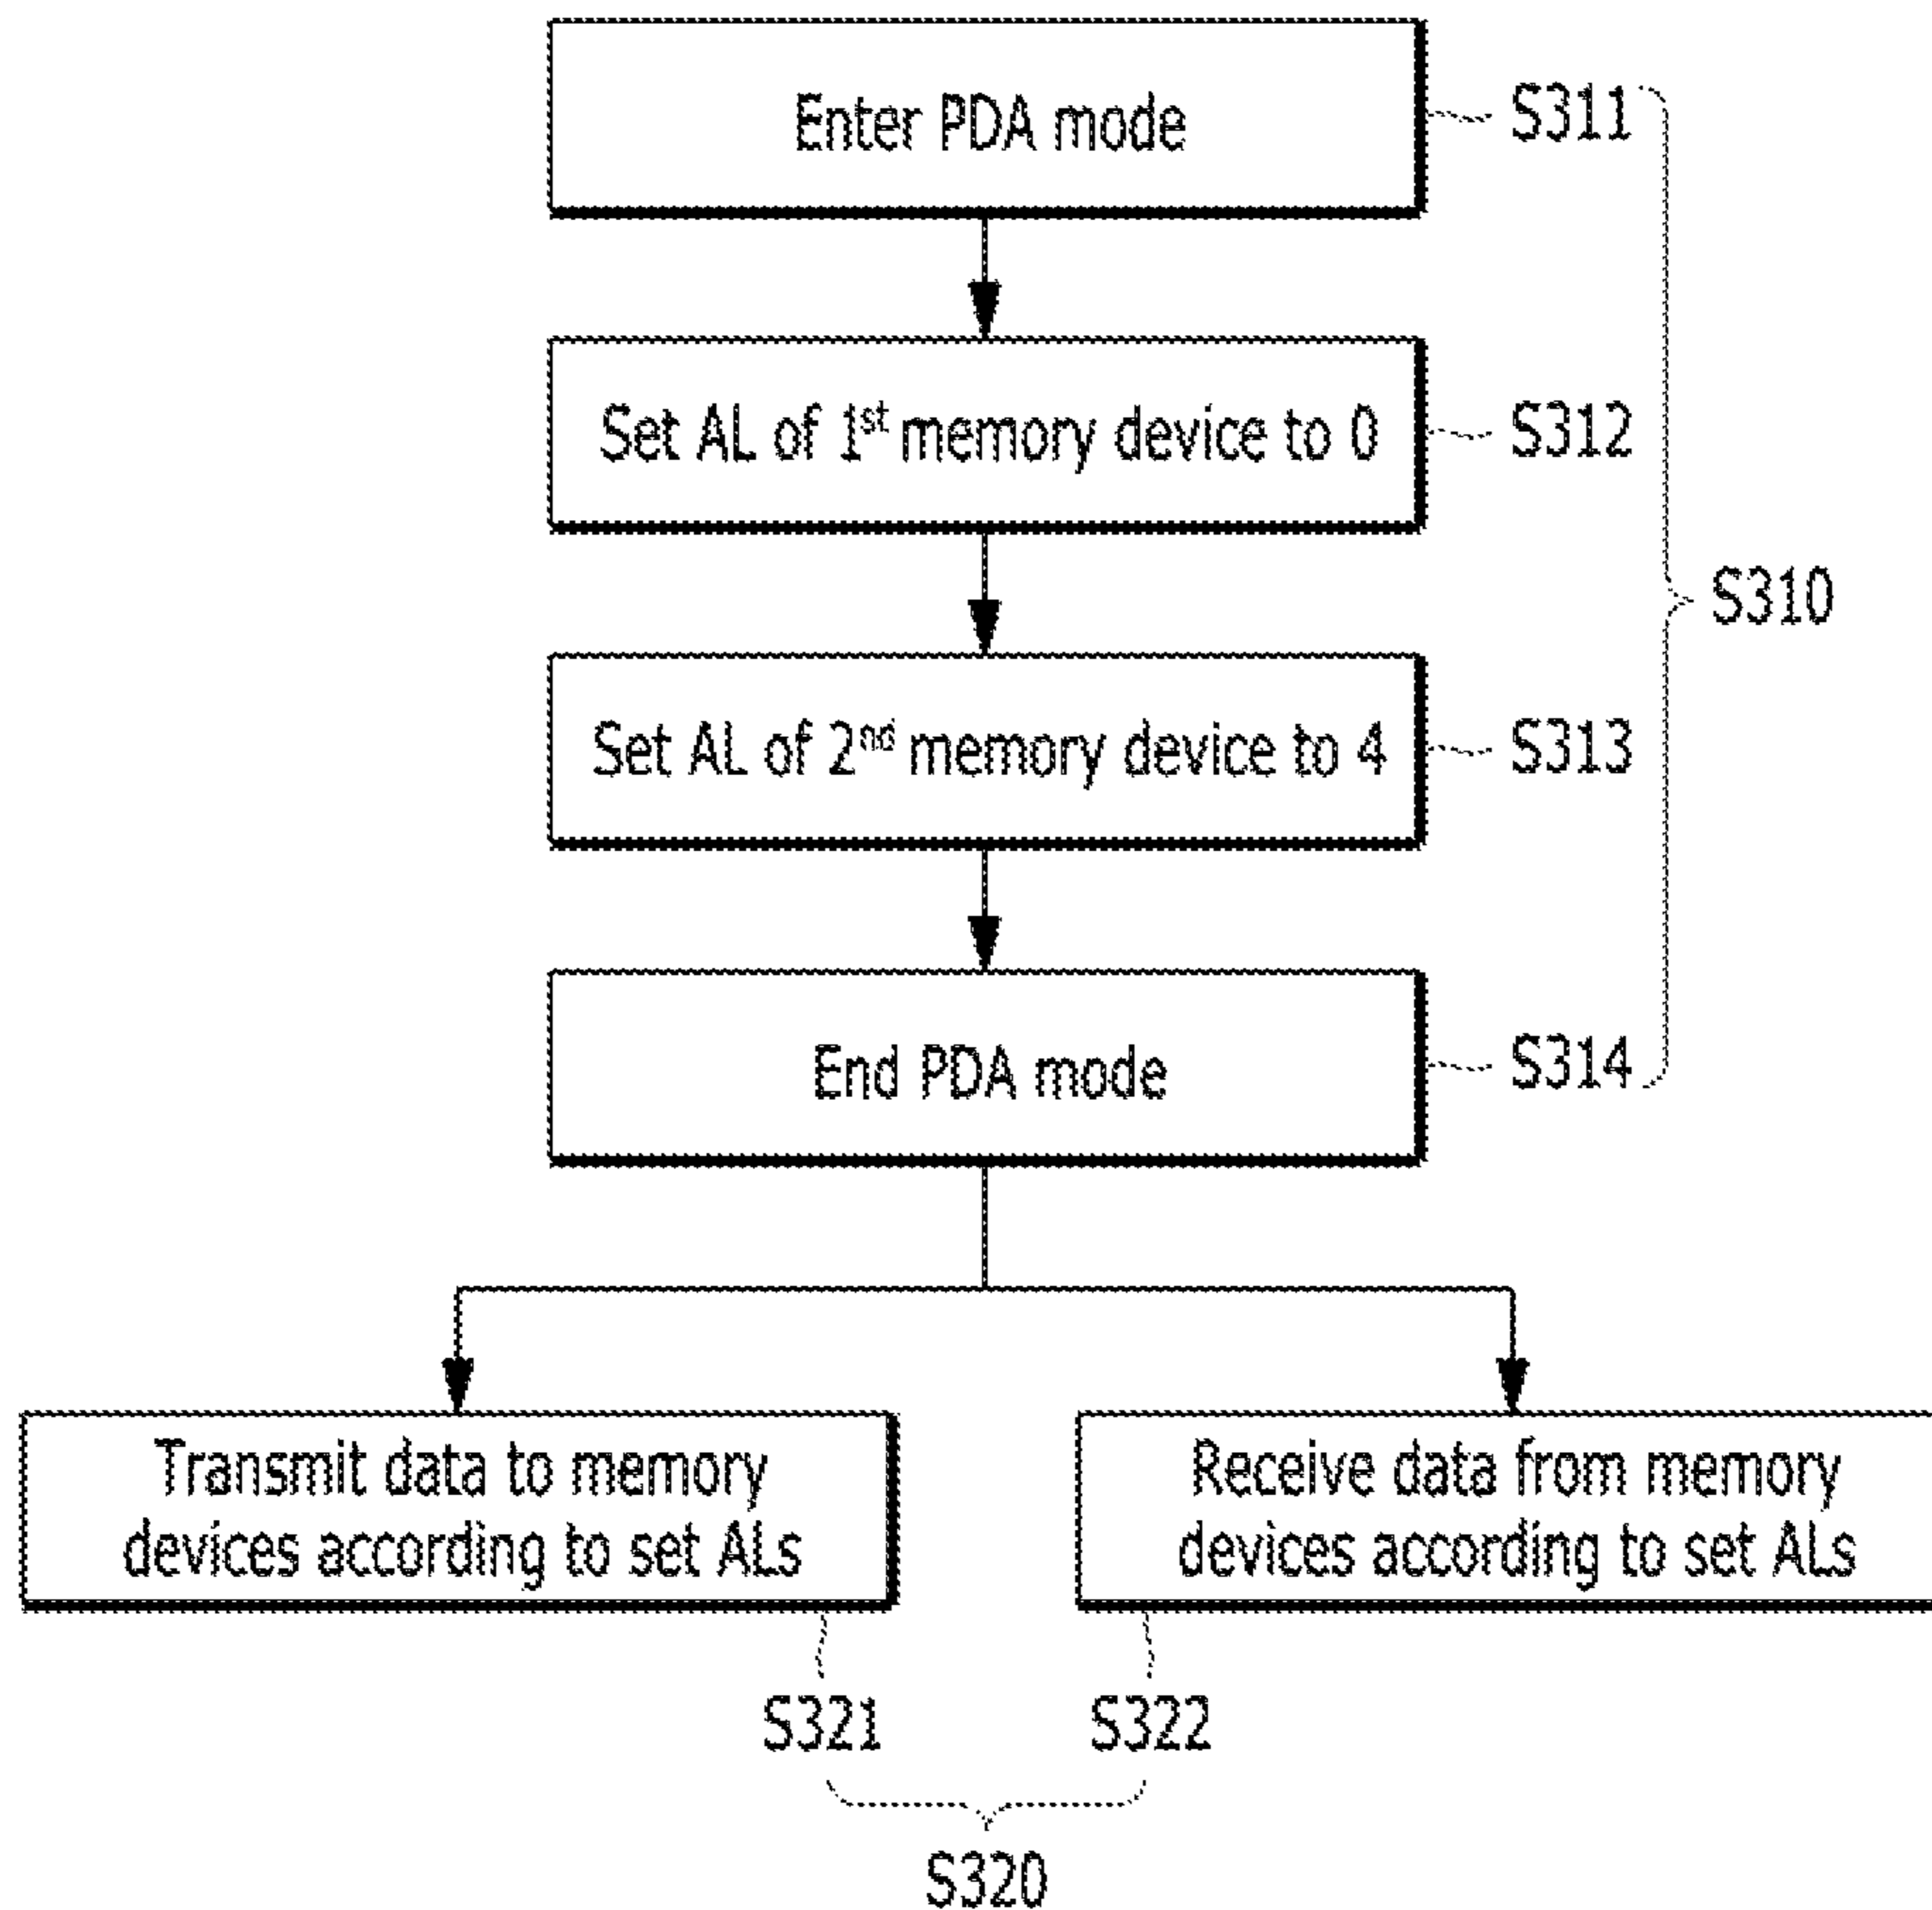 Enter PDA mode
S311
Set AL of 1st memory device to 0
S312
S310
Set AL of 2nd memory device to 4
S313
End PDA mode
S314
Transmit data to memory
devices according to set ALs
Receive data from memory
devices according to set ALs
S321
S322
S320